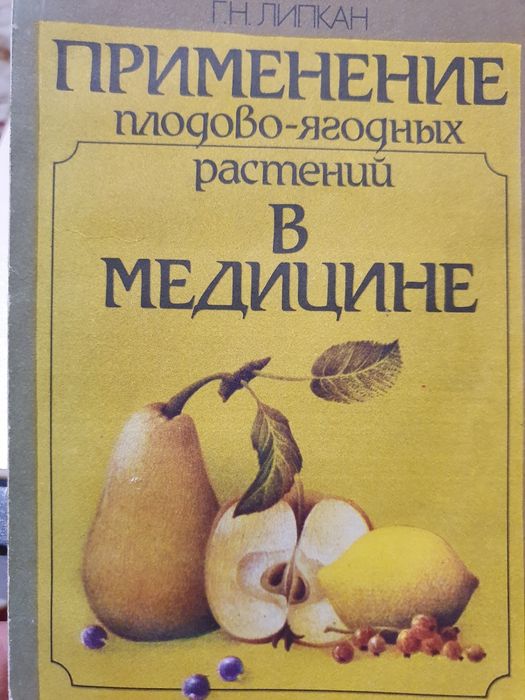 Г.Н. ЛИПКАН
ПРИМЕНЕНИЕ
плодово-ягодных
растений
В
МЕДИЦИНЕ